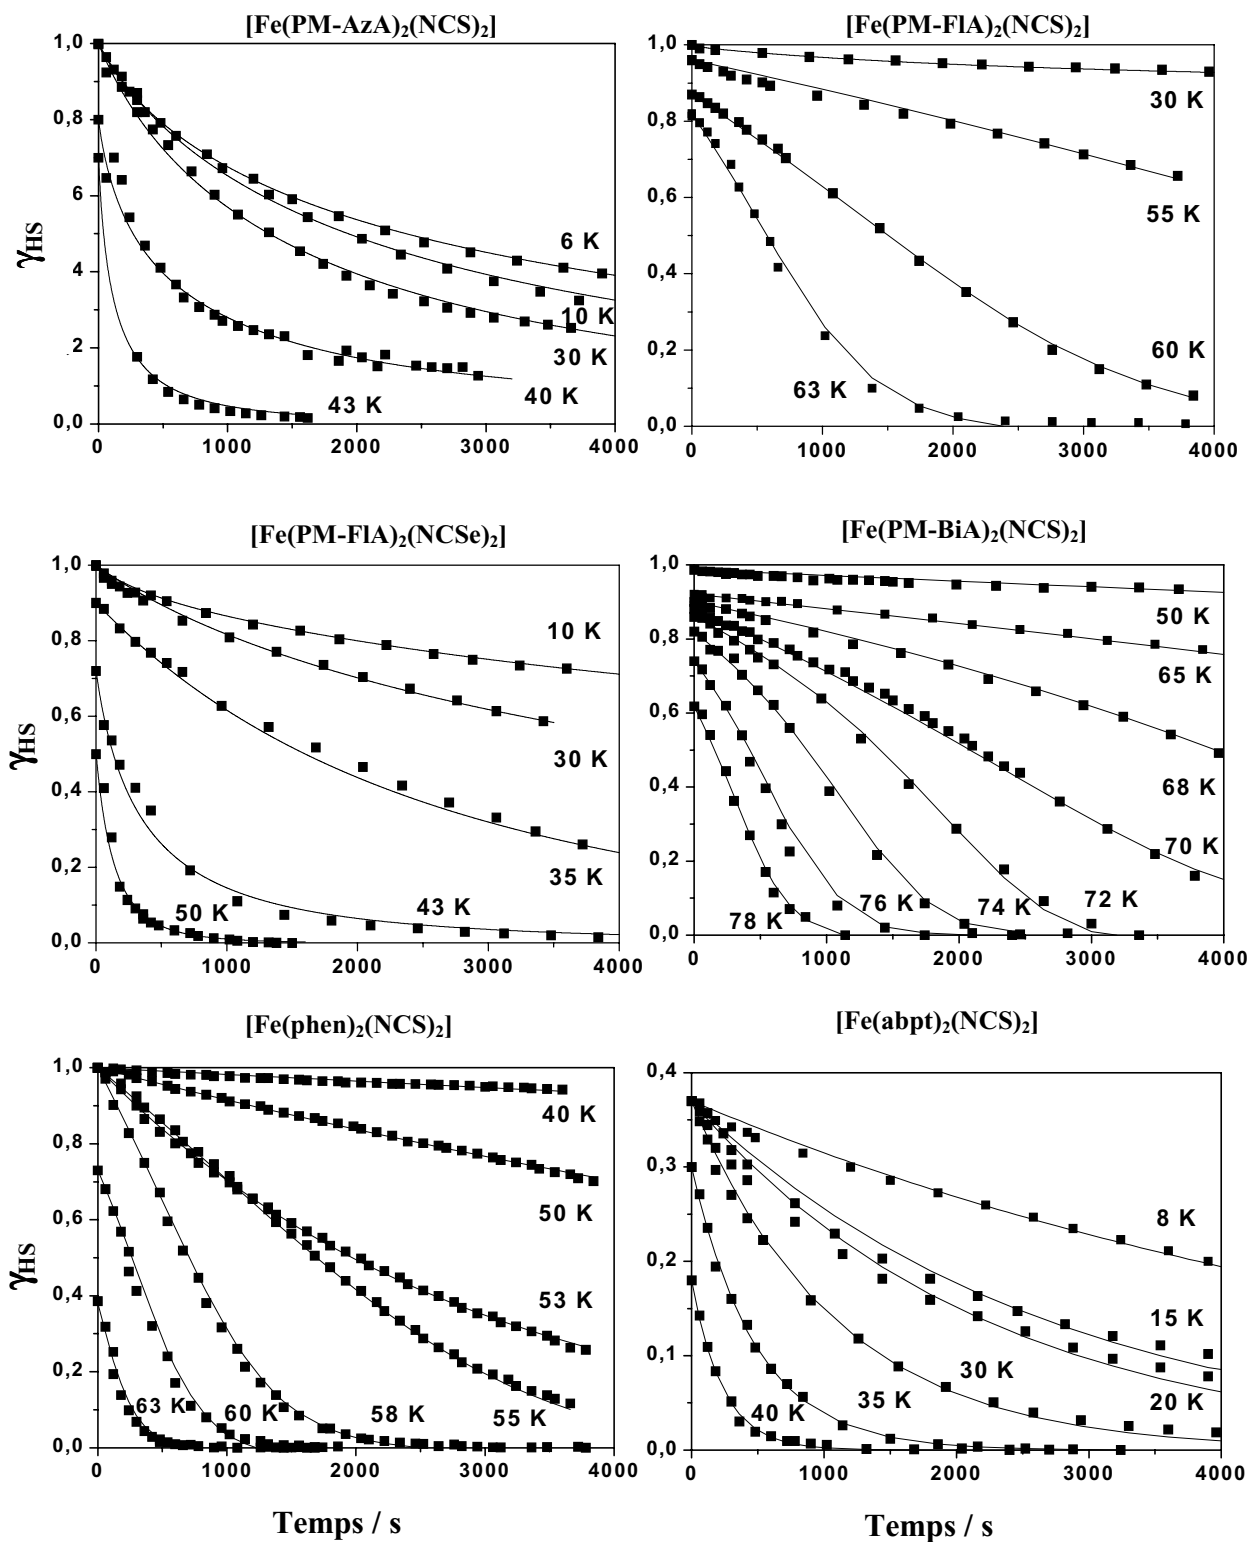 [Fe(PM-AzA)₂(NCS)₂]
1,0
0,8
6
4
2
0,0
γHS
6 K
10 K
30 K
40 K
43 K
0 1000 2000 3000 4000
[Fe(PM-FlA)₂(NCS)₂]
1,0
0,8
0,6
0,4
0,2
0,0
30 K
55 K
60 K
63 K
0 1000 2000 3000 4000
[Fe(PM-FlA)₂(NCSe)₂]
1,0
0,8
0,6
0,4
0,2
0,0
γHS
10 K
30 K
35 K
43 K
50 K
0 1000 2000 3000 4000
[Fe(PM-BiA)₂(NCS)₂]
1,0
0,8
0,6
0,4
0,2
0,0
50 K
65 K
68 K
70 K
72 K
74 K
76 K
78 K
0 1000 2000 3000 4000
[Fe(phen)₂(NCS)₂]
1,0
0,8
0,6
0,4
0,2
0,0
γHS
40 K
50 K
53 K
55 K
58 K
60 K
63 K
0 1000 2000 3000 4000
Temps / s
[Fe(abpt)₂(NCS)₂]
0,4
0,3
0,2
0,1
0,0
8 K
15 K
20 K
30 K
35 K
40 K
0 1000 2000 3000 4000
Temps / s